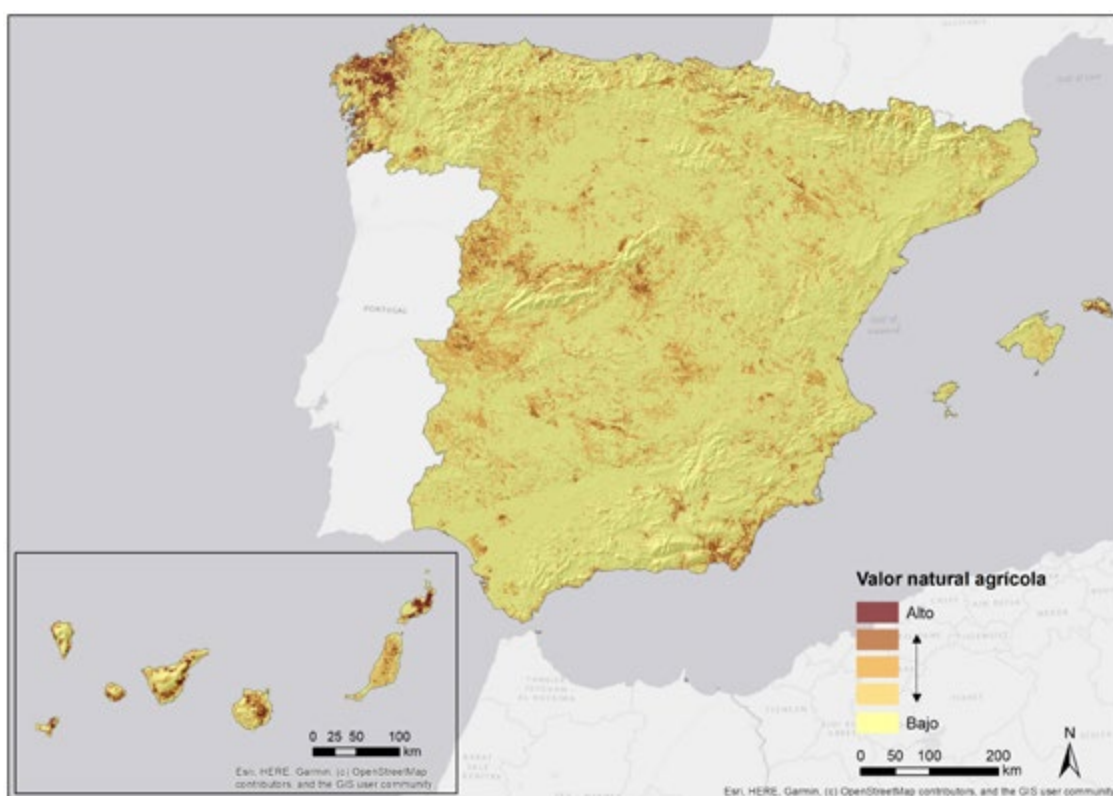 PORTUGAL
Valor natural agrícola
Alto
Bajo
0 25 50 100
km
Esri, HERE, Garmin, (c) OpenStreetMap
contributors, and the GIS user community
N
0 50 100 200
km
Esri, HERE, Garmin, (c) OpenStreetMap contributors, and the GIS user community